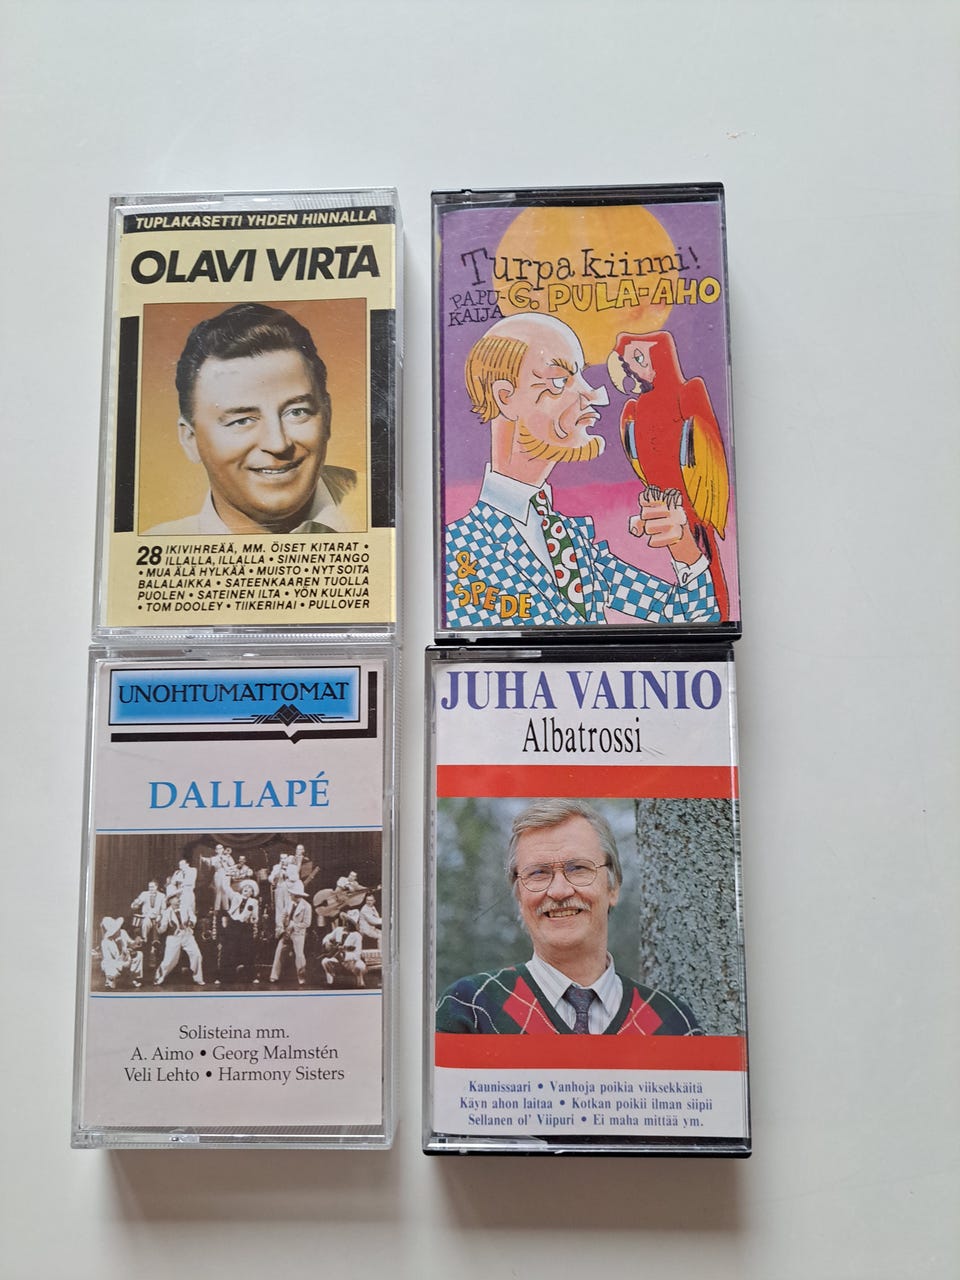 TUPLAKASETTI YHDEN HINNALLA
OLAVI VIRTA
28 IKIVIHREÄÄ, MM. ÖISET KITARAT •
ILLALLA, ILLALLA • SININEN TANGO
• MUA ÄLÄ HYLKÄÄ • MUISTO • NYT SOITA
BALALAIKKA • SATEENKAAREN TUOLLA
PUOLEN • SATEINEN ILTA • YÖN KULKIJA
• TOM DOOLEY • TIIKERIHAI • PULLOVER
Turpa kiinni!
PAPU-
KAIJA
G. PULA-AHO
& SPEDE
UNOHTUMATTOMAT
DALLAPÉ
Solisteina mm.
A. Aimo • Georg Malmstén
Veli Lehto • Harmony Sisters
JUHA VAINIO
Albatrossi
Kaunissaari • Vanhoja poikia viiksekkäitä
Käyn ahon laitaa • Kotkan poikii ilman siipii
Sellanen ol' Viipuri • Ei maha mittää ym.